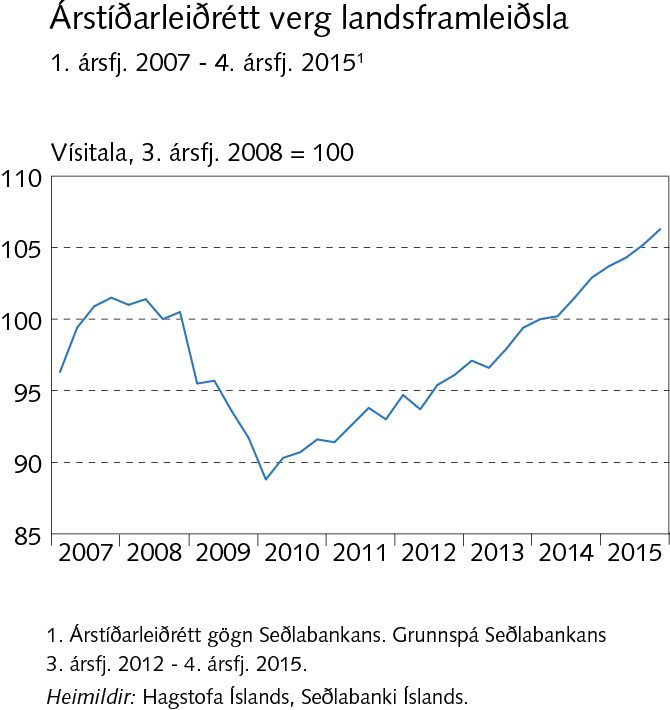 Árstíðarleiðrétt verg landsframleiðsla
1. ársfj. 2007 - 4. ársfj. 2015¹
Vísitala, 3. ársfj. 2008 = 100
110
105
100
95
90
85
2007 2008 2009 2010 2011 2012 2013 2014 2015
1. Árstíðarleiðrétt gögn Seðlabankans. Grunnspá Seðlabankans
3. ársfj. 2012 - 4. ársfj. 2015.
Heimildir: Hagstofa Íslands, Seðlabanki Íslands.